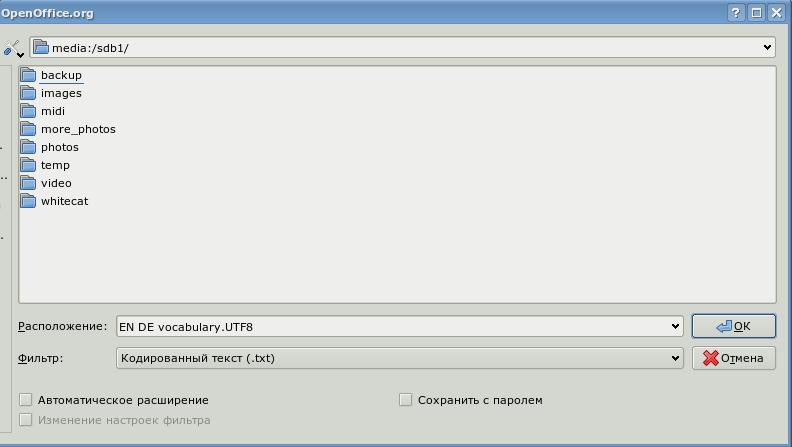 OpenOffice.org
media:/sdb1/
backup
images
midi
more_photos
photos
temp
video
whitecat
Расположение: EN DE vocabulary.UTF8 OK
Фильтр: Кодированный текст (.txt) Отмена
Автоматическое расширение Сохранить с паролем
Изменение настроек фильтра